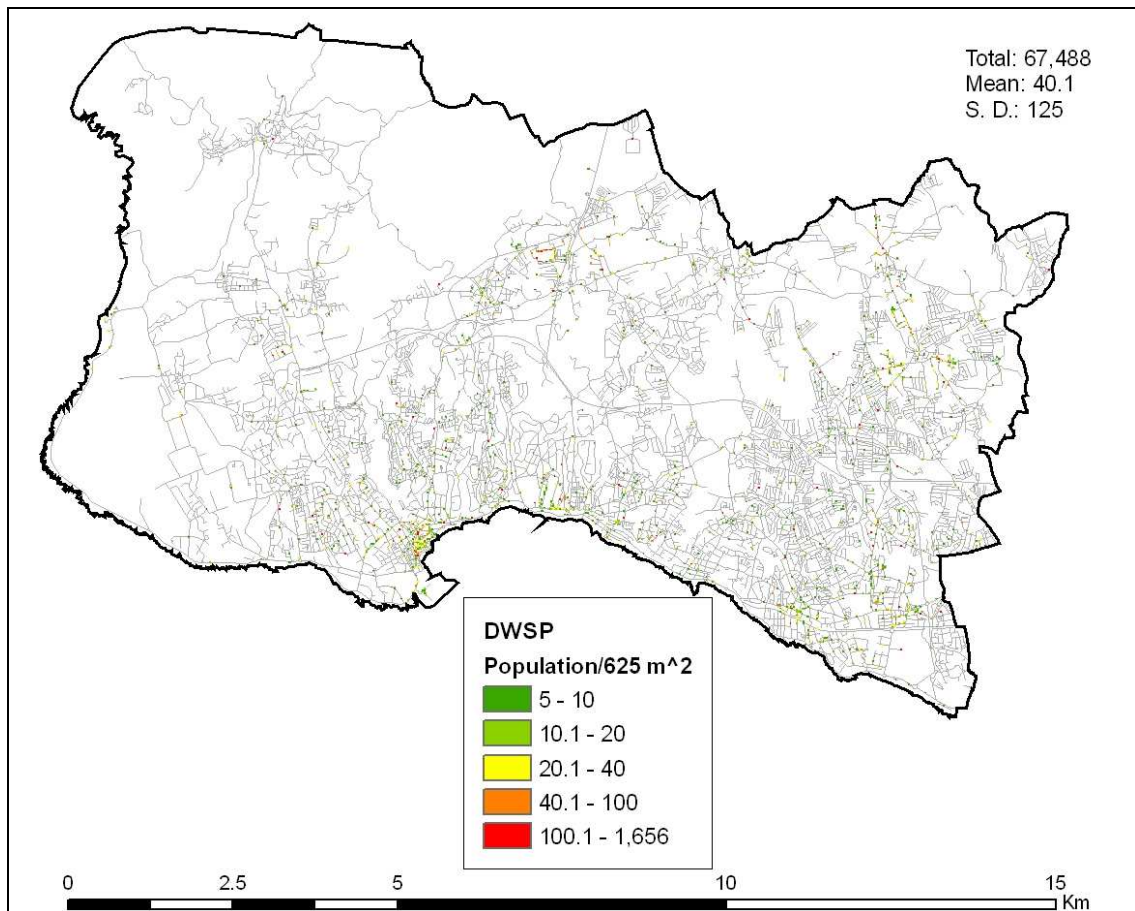 Total: 67,488
Mean: 40.1
S. D.: 125
DWSP
Population/625 m^2
5 - 10
10.1 - 20
20.1 - 40
40.1 - 100
100.1 - 1,656
0 2.5 5 10 15
Km